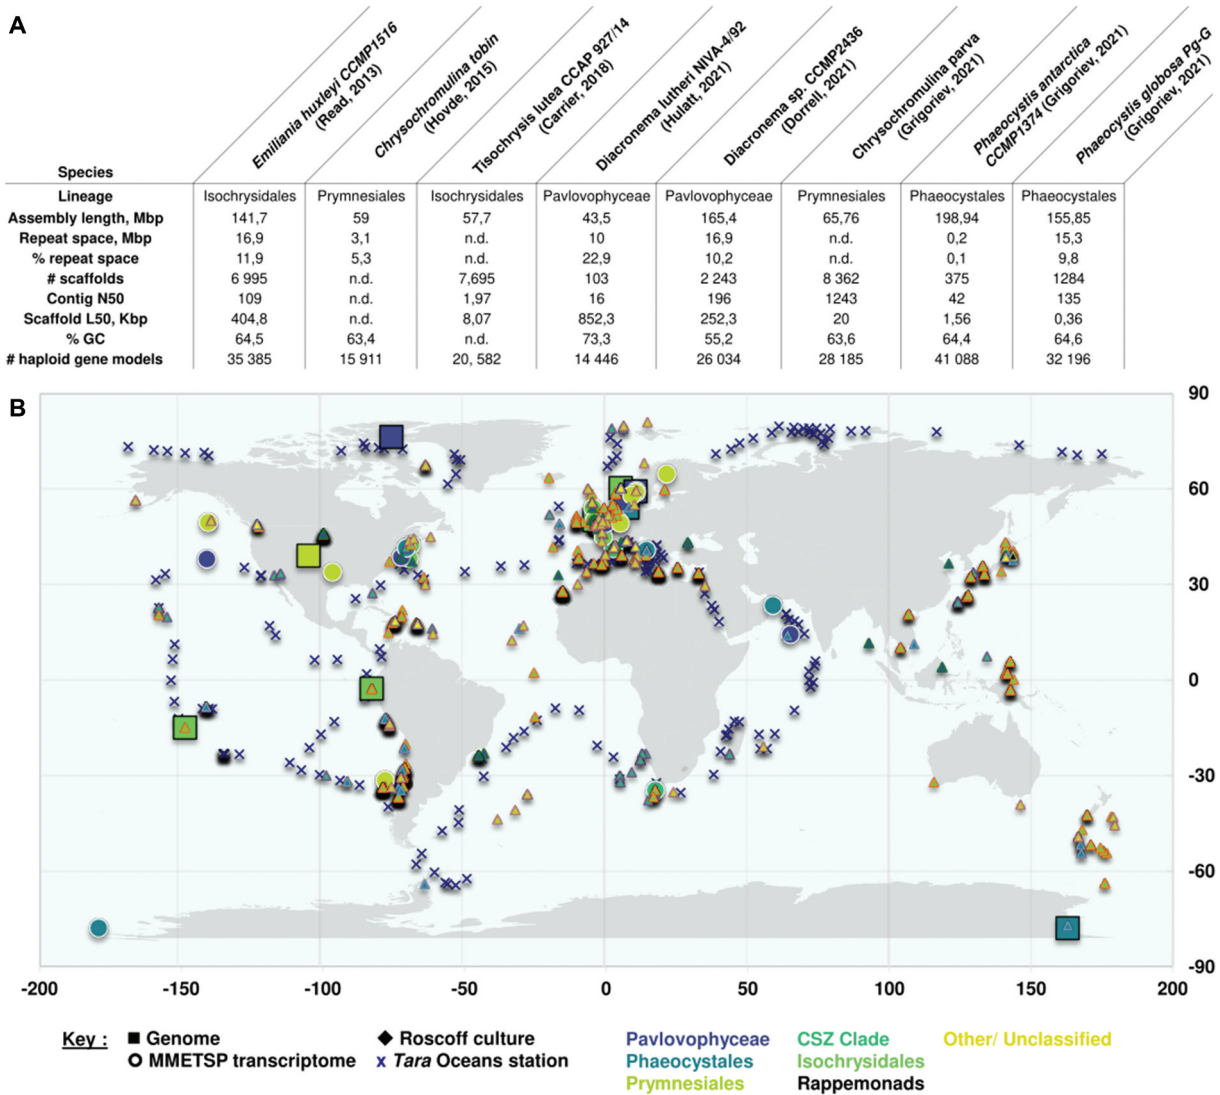 A
Emiliania huxleyi CCMP1516
(Read, 2013)
Chrysochromulina tobin
(Hovde, 2015)
Tisochrysis lutea CCAP 927/14
(Carrier, 2018)
Diacronema lutheri NIVA-4/92
(Hulatt, 2021)
Diacronema sp. CCMP2436
(Dorrell, 2021)
Chrysochromulina parva
(Grigoriev, 2021)
Phaeocystis antarctica
CCMP1374 (Grigoriev, 2021)
Phaeocystis globosa Pg-G
(Grigoriev, 2021)
Species
Lineage Isochrysidales Prymnesiales Isochrysidales Pavlovophyceae Pavlovophyceae Prymnesiales Phaeocystales Phaeocystales
Assembly length, Mbp 141,7 59 57,7 43,5 165,4 65,76 198,94 155,85
Repeat space, Mbp 16,9 3,1 n.d. 10 16,9 n.d. 0,2 15,3
% repeat space 11,9 5,3 n.d. 22,9 10,2 n.d. 0,1 9,8
# scaffolds 6 995 n.d. 7,695 103 2 243 8 362 375 1284
Contig N50 109 n.d. 1,97 16 196 1243 42 135
Scaffold L50, Kbp 404,8 n.d. 8,07 852,3 252,3 20 1,56 0,36
% GC 64,5 63,4 n.d. 73,3 55,2 63,6 64,4 64,6
# haploid gene models 35 385 15 911 20, 582 14 446 26 034 28 185 41 088 32 196
B
90
60
30
0
-30
-60
-90
-200 -150 -100 -50 0 50 100 150 200
Key : Genome Roscoff culture Pavlovophyceae CSZ Clade Other/ Unclassified
MMETSP transcriptome x Tara Oceans station Phaeocystales Isochrysidales
Prymnesiales Rappemonads